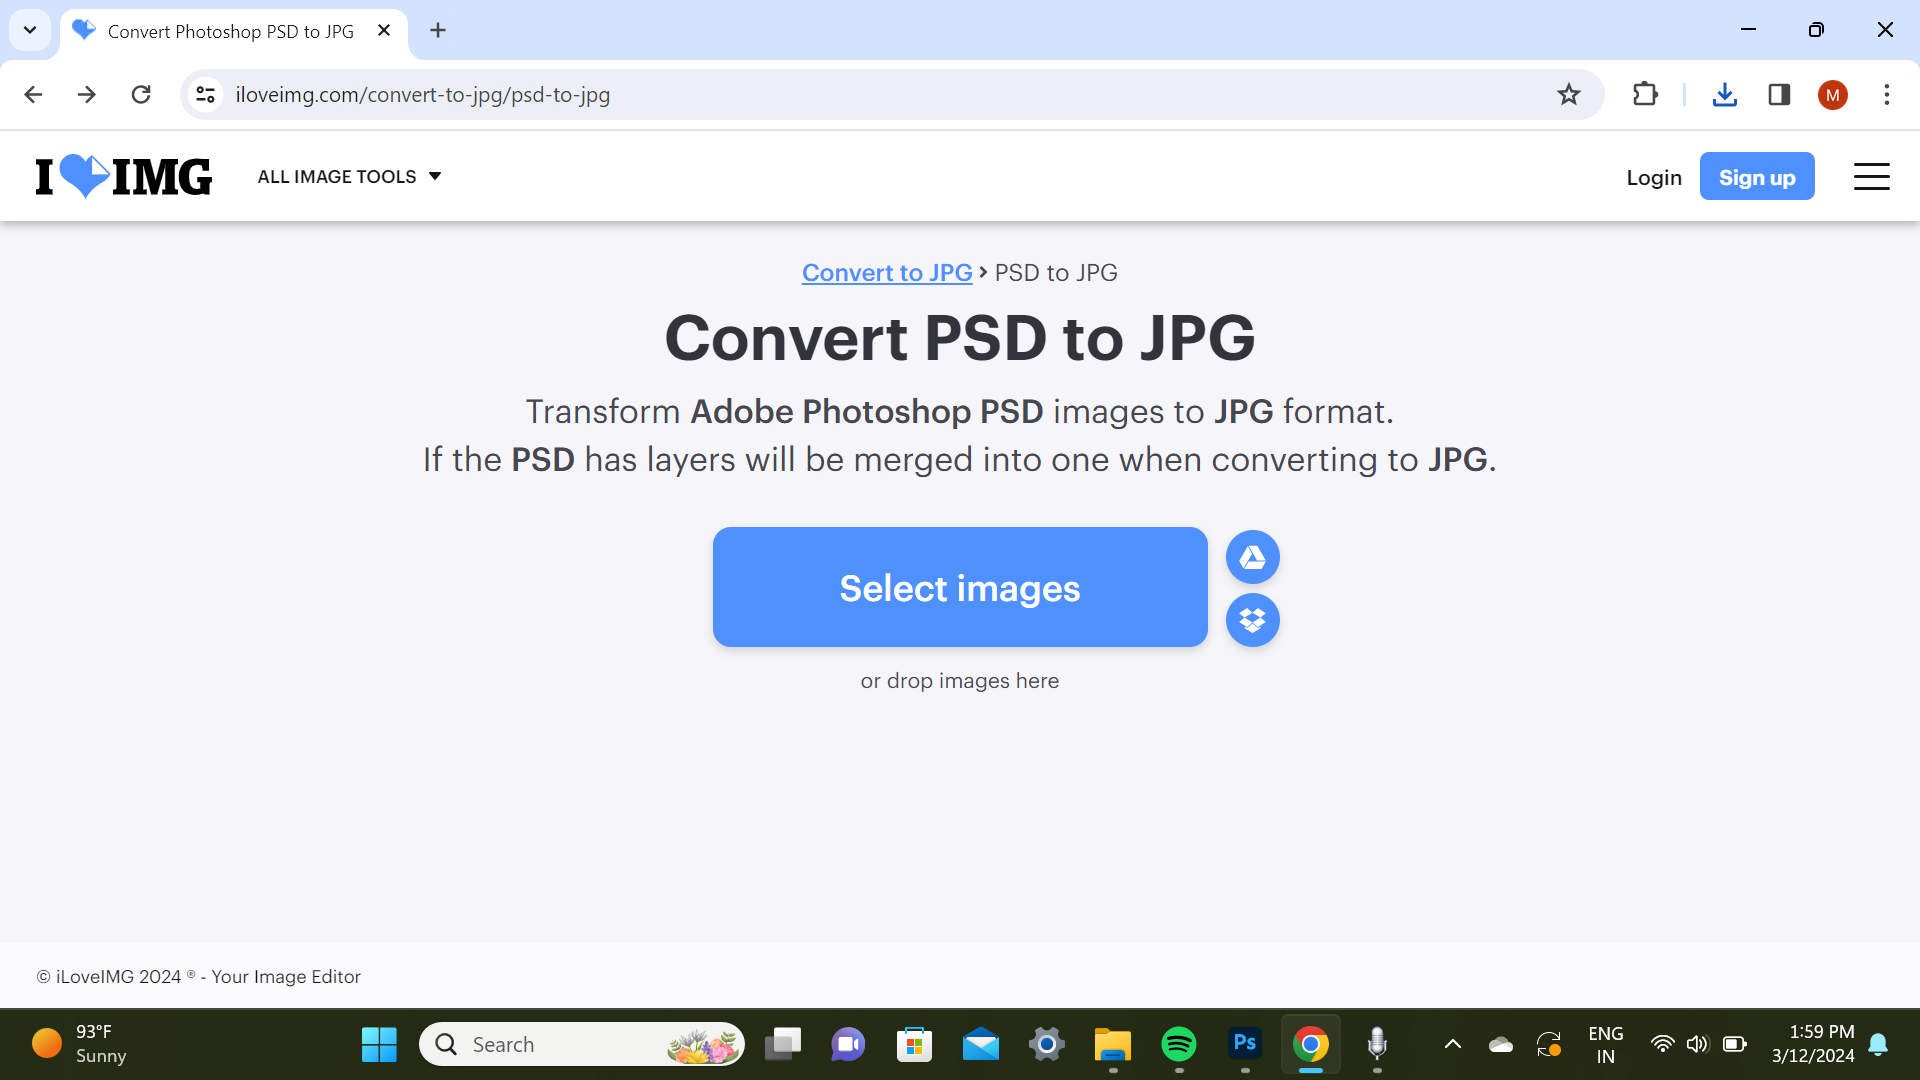 Convert Photoshop PSD to JPG
iloveimg.com/convert-to-jpg/psd-to-jpg
M
I IMG
ALL IMAGE TOOLS
Login
Sign up
Convert to JPG › PSD to JPG
Convert PSD to JPG
Transform Adobe Photoshop PSD images to JPG format.
If the PSD has layers will be merged into one when converting to JPG.
Select images
or drop images here
© iLoveIMG 2024 ® - Your Image Editor
93°F
Sunny
Search
Ps
ENG
IN
1:59 PM
3/12/2024